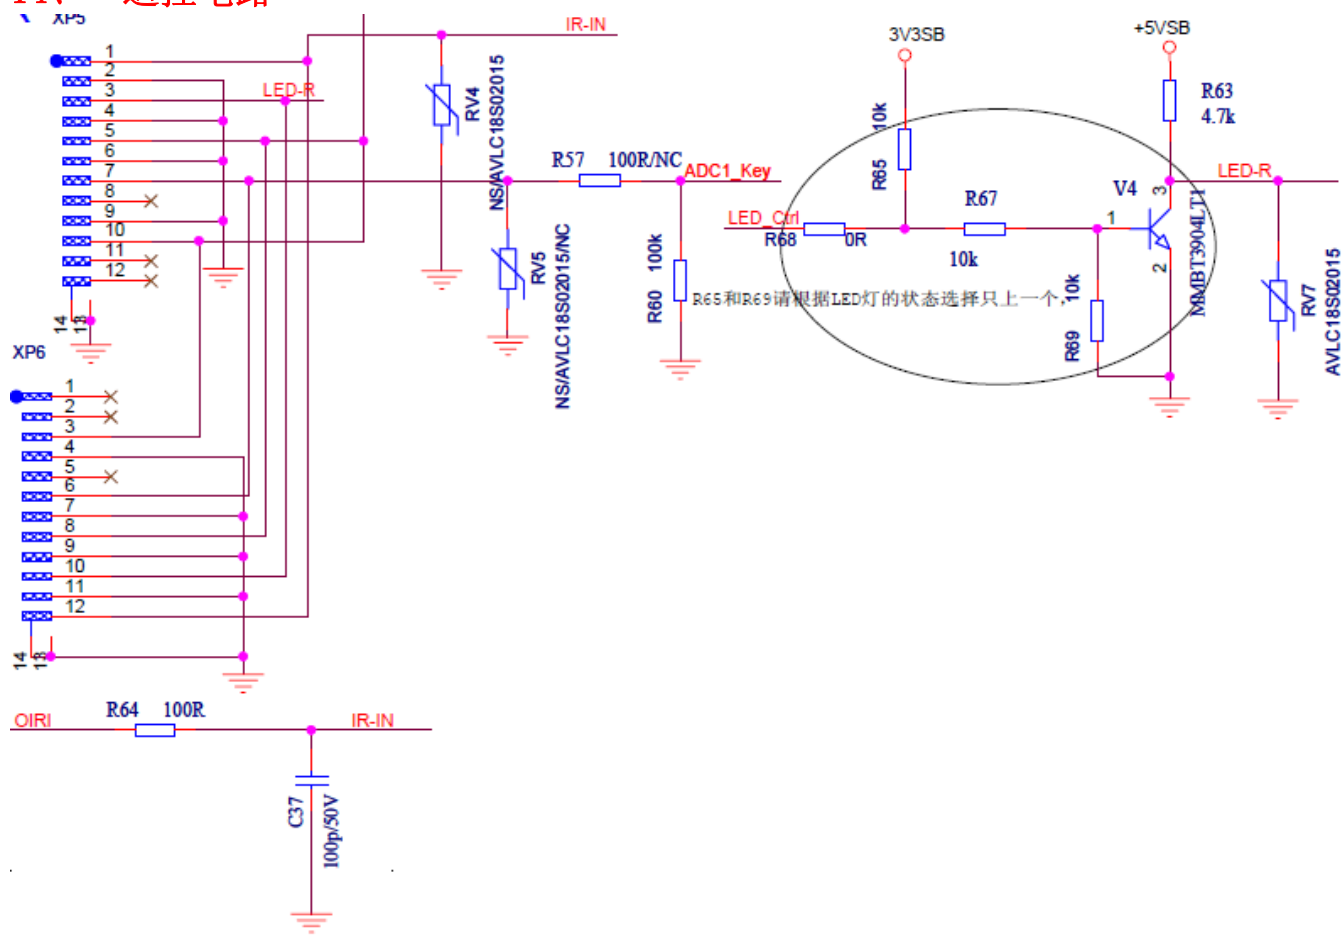 XP5
1
2
3
4
5
6
7
8
9
10
11
12
14
13
LED-R
IR-IN
RV4
NS/AVLC18S02015
RV5
NS/AVLC18S02015/NC
R57 100R/NC
ADC1_Key
R60 100k
3V3SB
R65 10k
LED_Ctrl
R68 0R
R67
10k
R65和R69请根据LED灯的状态选择只上一个,
R69 10k
+5VSB
R63
4.7k
V4
1
3
2
MMBT3904LT1
LED-R
RV7
AVLC18S02015
XP6
1
2
3
4
5
6
7
8
9
10
11
12
14
13
OIRI
R64 100R
IR-IN
C37
100p/50V